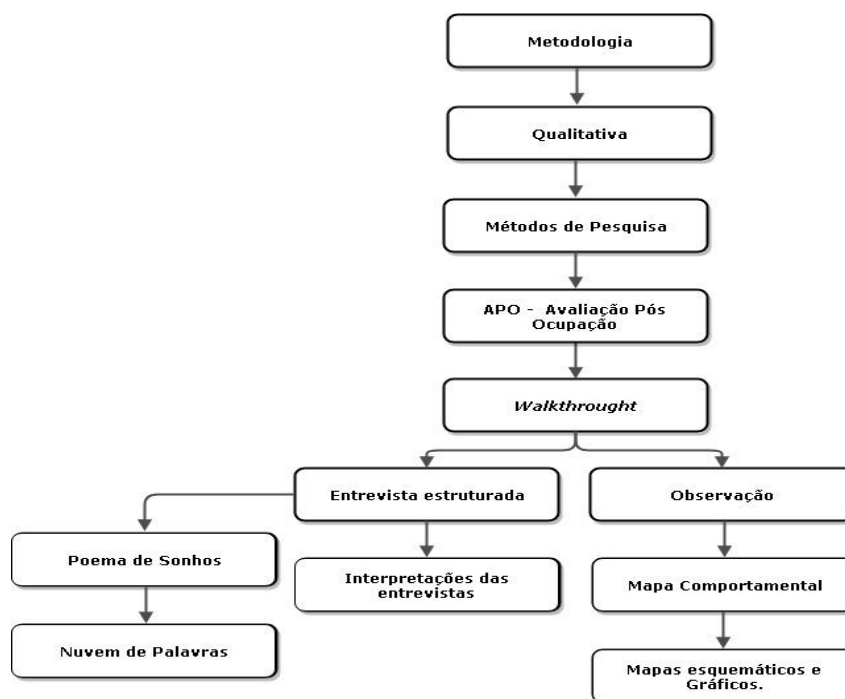 Metodologia
Qualitativa
Métodos de Pesquisa
APO - Avaliação Pós
Ocupação
Walkthrought
Entrevista estruturada
Observação
Poema de Sonhos
Interpretações das
entrevistas
Mapa Comportamental
Nuvem de Palavras
Mapas esquemáticos e
Gráficos.